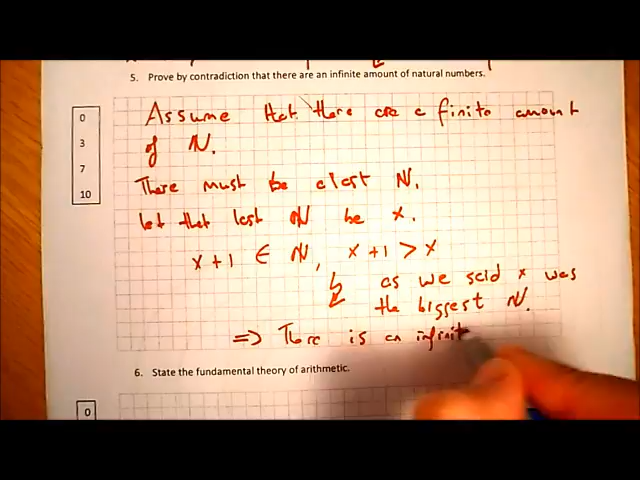 5. Prove by contradiction that there are an infinite amount of natural numbers.
0
3
7
10
Assume that there are a finite amount
of N.
There must be a last N.
let that last N be x.
x+1 ∈ N, x+1 > x
as we said x was
the biggest N.
=> There is an infinit
6. State the fundamental theory of arithmetic.
0